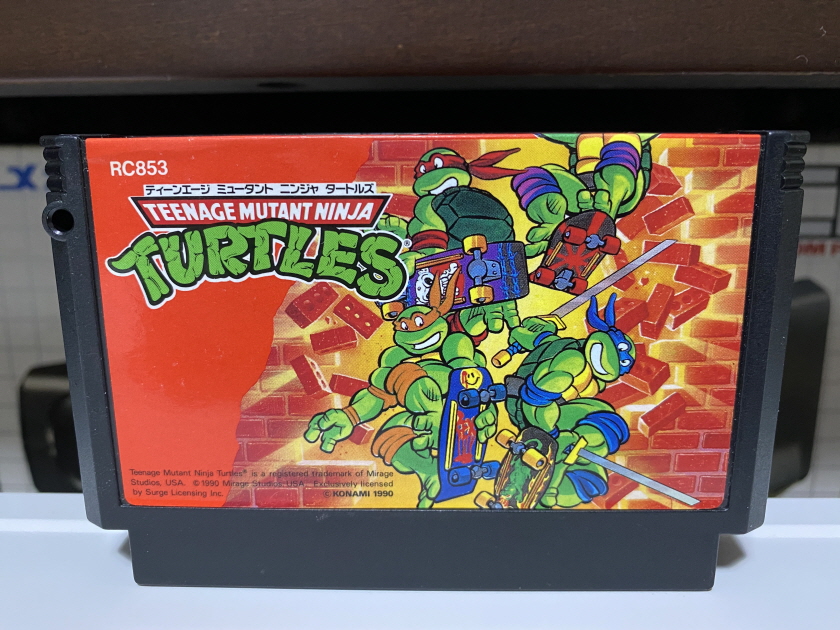 RC853
ティーンエージ ミュータント ニンジャ タートルズ
TEENAGE MUTANT NINJA
TURTLES®
Teenage Mutant Ninja Turtles® is a registered trademark of Mirage
Studios, USA. ©1990 Mirage Studios USA. Exclusively licensed
by Surge Licensing Inc.
©KONAMI 1990